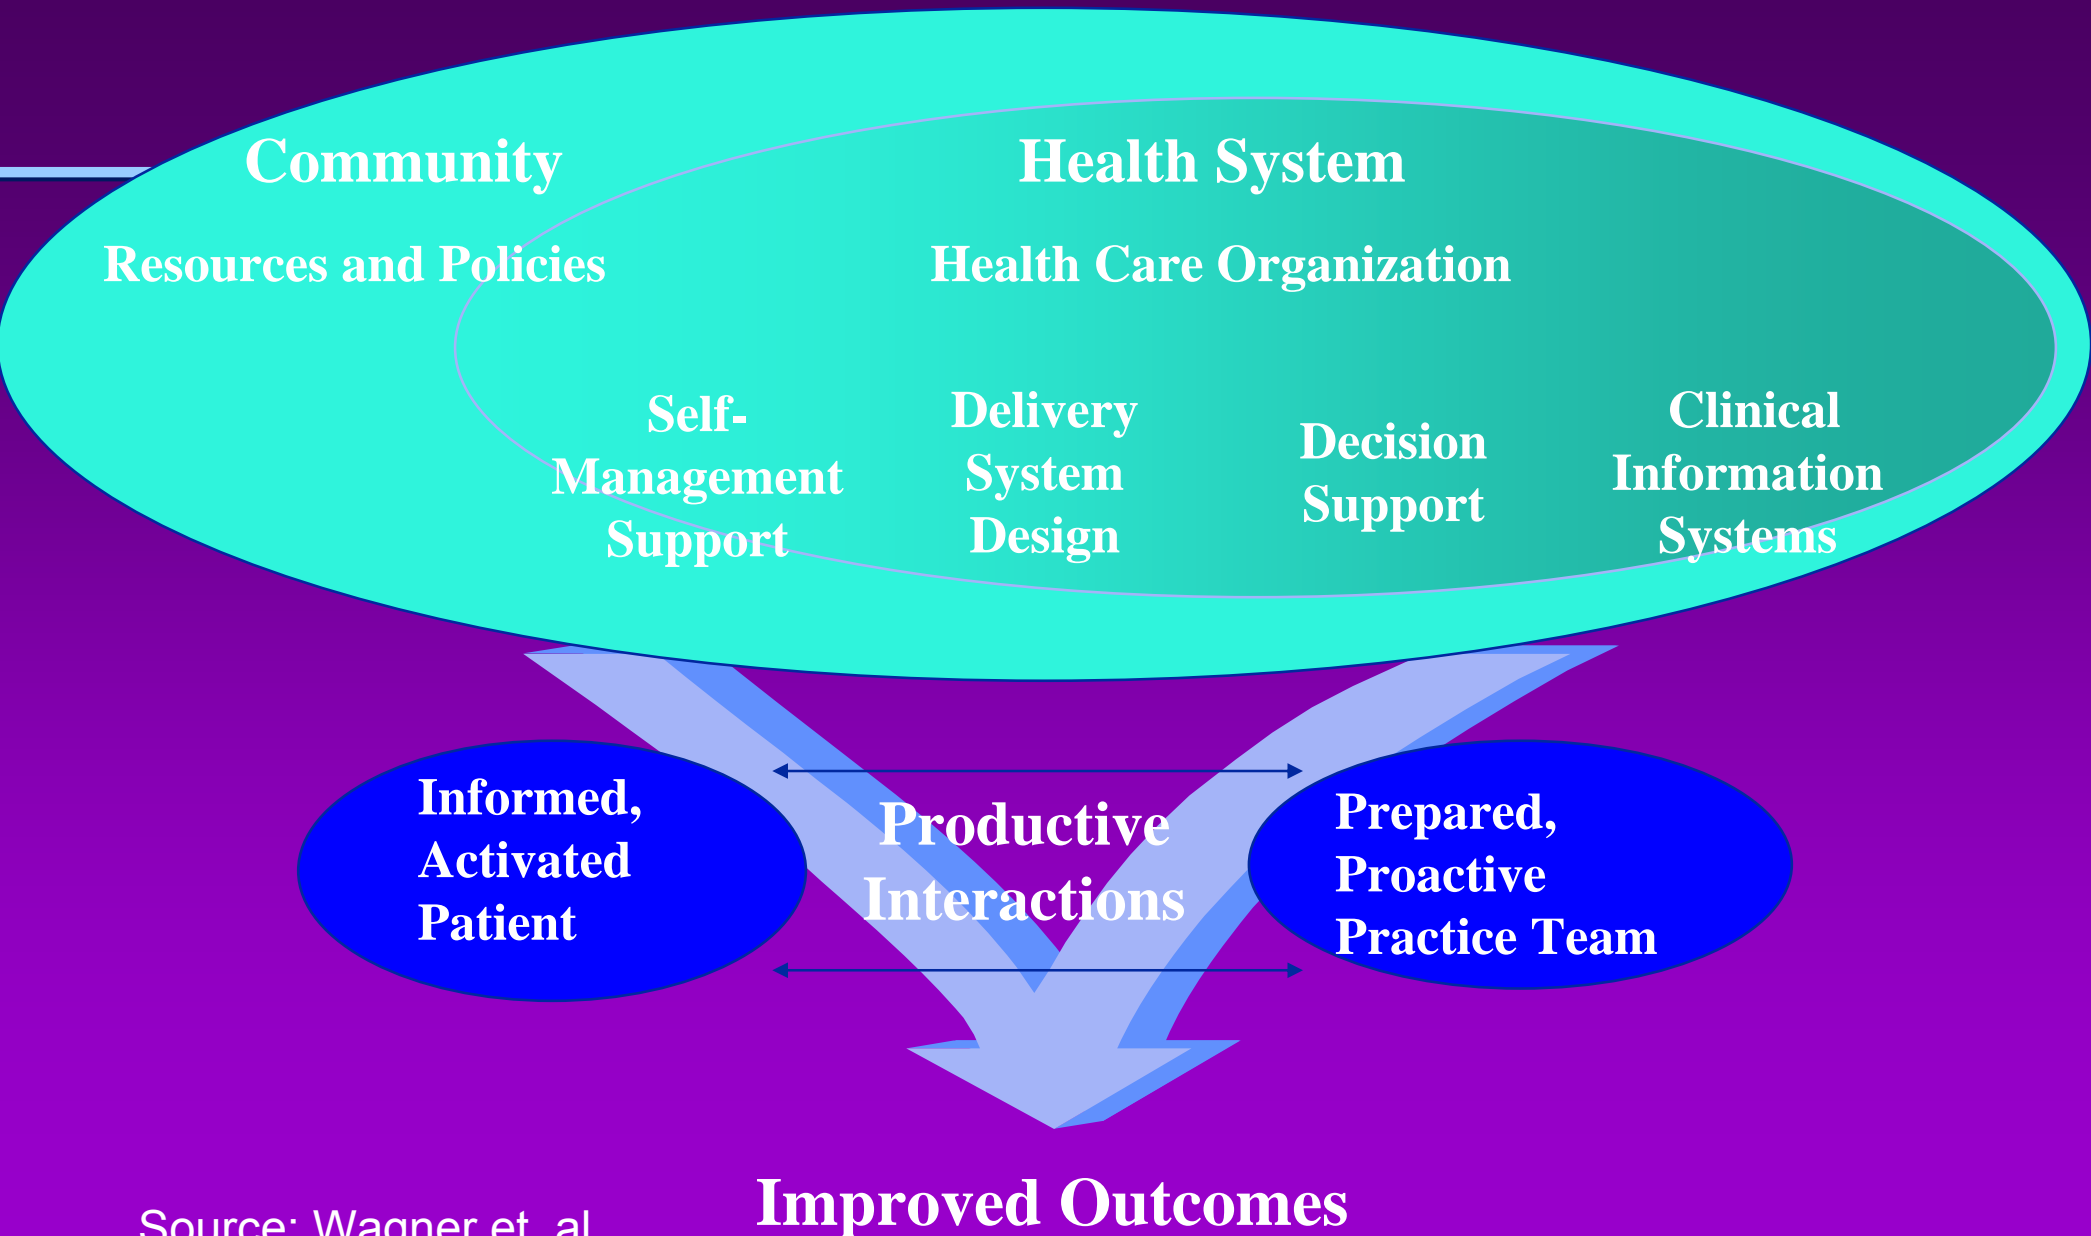 Community
Resources and Policies
Health System
Health Care Organization
Self-
Management
Support
Delivery
System
Design
Decision
Support
Clinical
Information
Systems
Informed,
Activated
Patient
Productive
Interactions
Prepared,
Proactive
Practice Team
Improved Outcomes
Source: Wagner et. al